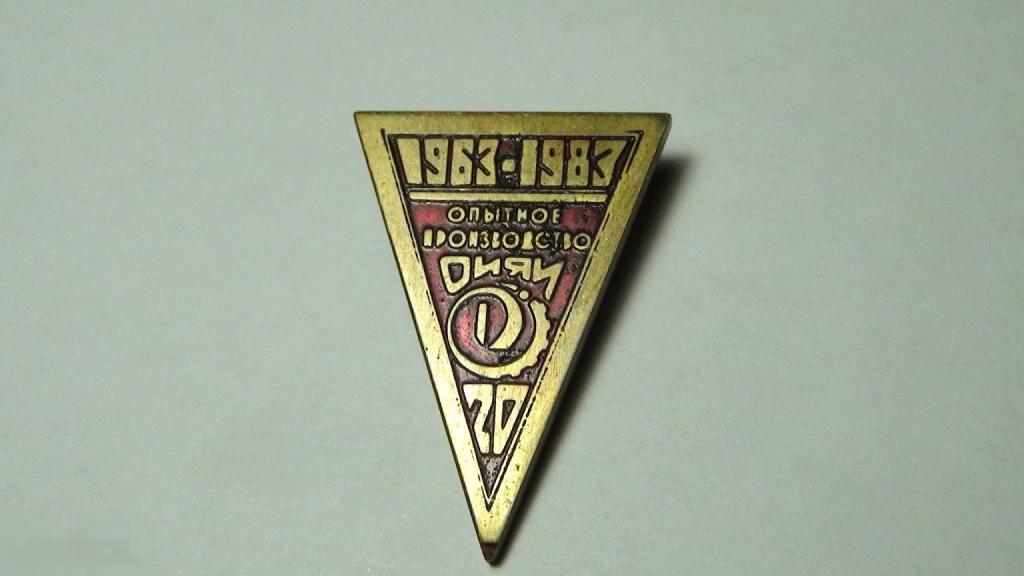 1963·1983
ОПЫТНОЕ
ПРОИЗВОДСТВО
ОИЯИ
20